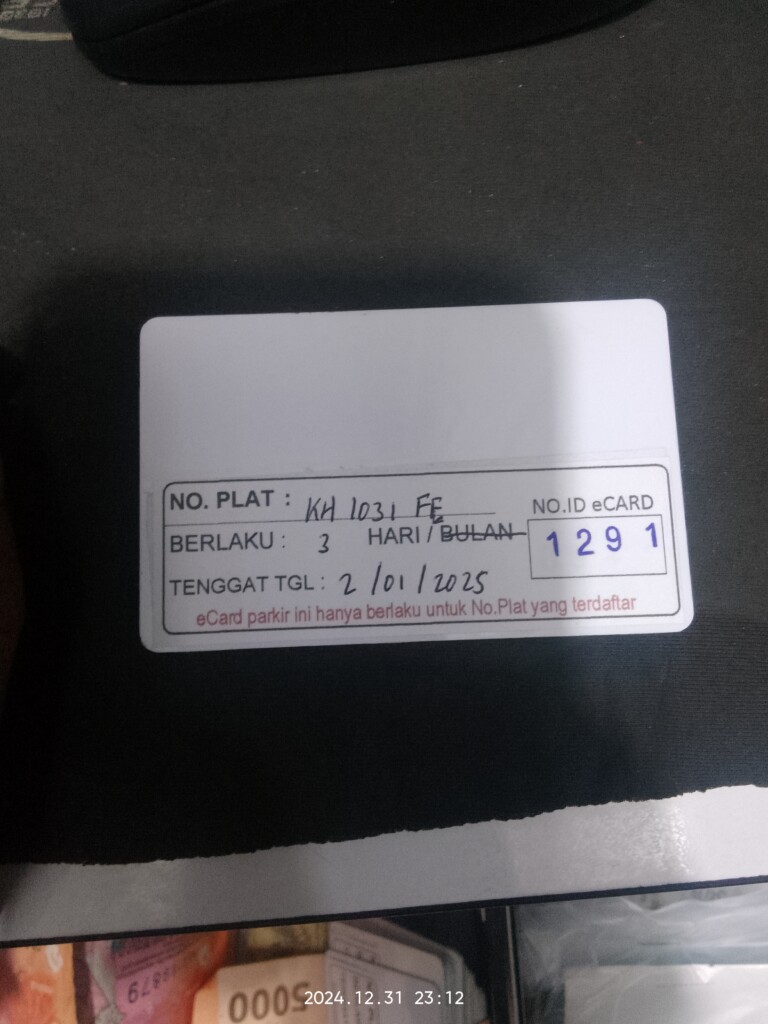 NO. PLAT : KH 1031 FE
NO.ID eCARD
BERLAKU : 3 HARI / BULAN
1291
TENGGAT TGL : 2/01/2025
eCard parkir ini hanya berlaku untuk No.Plat yang terdaftar
5000
2024.12.31 23:12